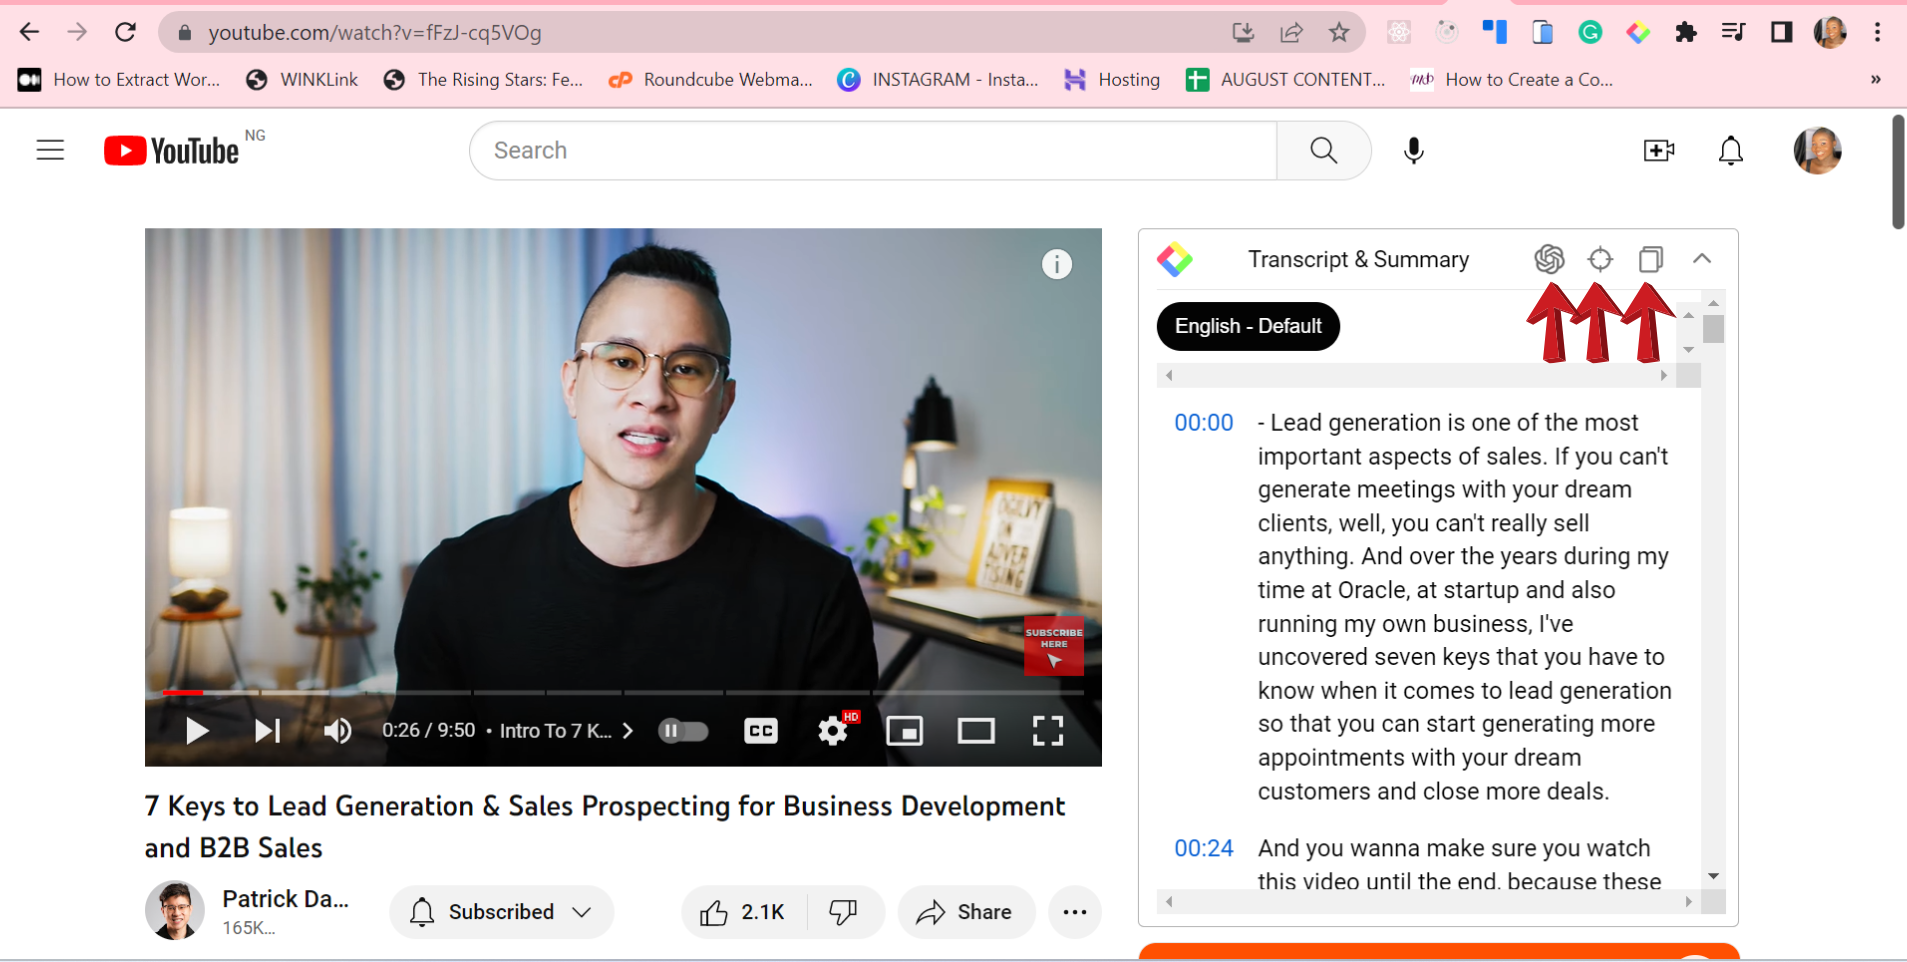 youtube.com/watch?v=fFzJ-cq5VOg
How to Extract Wor...
WINKLink
The Rising Stars: Fe...
Roundcube Webma...
INSTAGRAM - Insta...
Hosting
AUGUST CONTENT...
How to Create a Co...
»
YouTube NG
Search
Transcript & Summary
English - Default
00:00 - Lead generation is one of the most
important aspects of sales. If you can't
generate meetings with your dream
clients, well, you can't really sell
anything. And over the years during my
time at Oracle, at startup and also
running my own business, I've
uncovered seven keys that you have to
know when it comes to lead generation
so that you can start generating more
appointments with your dream
customers and close more deals.
00:24 And you wanna make sure you watch
this video until the end, because these
OGILVY
ON
ADVER
TISING
SUBSCRIBE
HERE
0:26 / 9:50 • Intro To 7 K...
CC
HD
7 Keys to Lead Generation & Sales Prospecting for Business Development
and B2B Sales
Patrick Da...
165K...
Subscribed
2.1K
Share